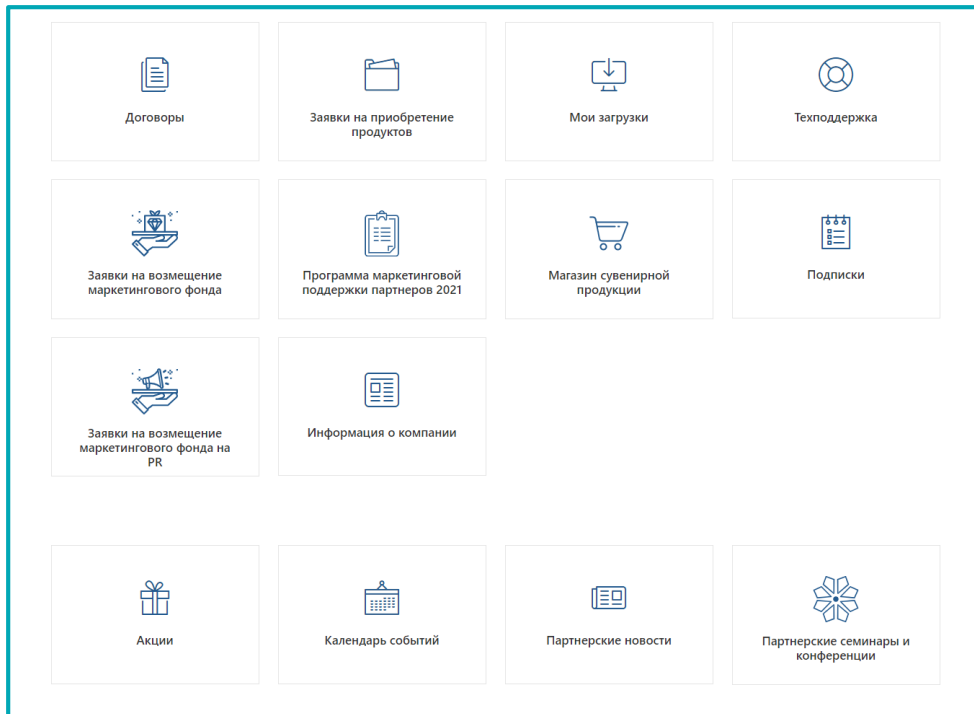 Договоры
Заявки на приобретение
продуктов
Мои загрузки
Техподдержка
Заявки на возмещение
маркетингового фонда
Программа маркетинговой
поддержки партнеров 2021
Магазин сувенирной
продукции
Подписки
Заявки на возмещение
маркетингового фонда на
PR
Информация о компании
Акции
Календарь событий
Партнерские новости
Партнерские семинары и
конференции